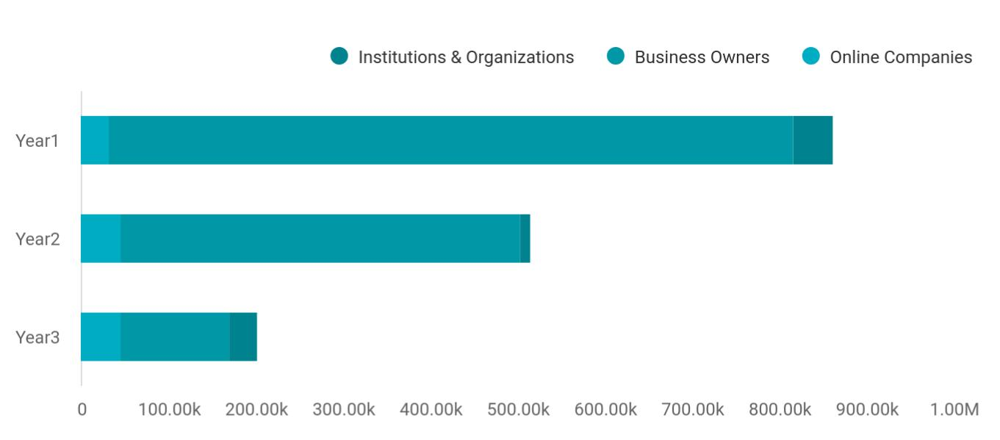 Institutions & Organizations Business Owners Online Companies
Year1
Year2
Year3
0 100.00k 200.00k 300.00k 400.00k 500.00k 600.00k 700.00k 800.00k 900.00k 1.00M